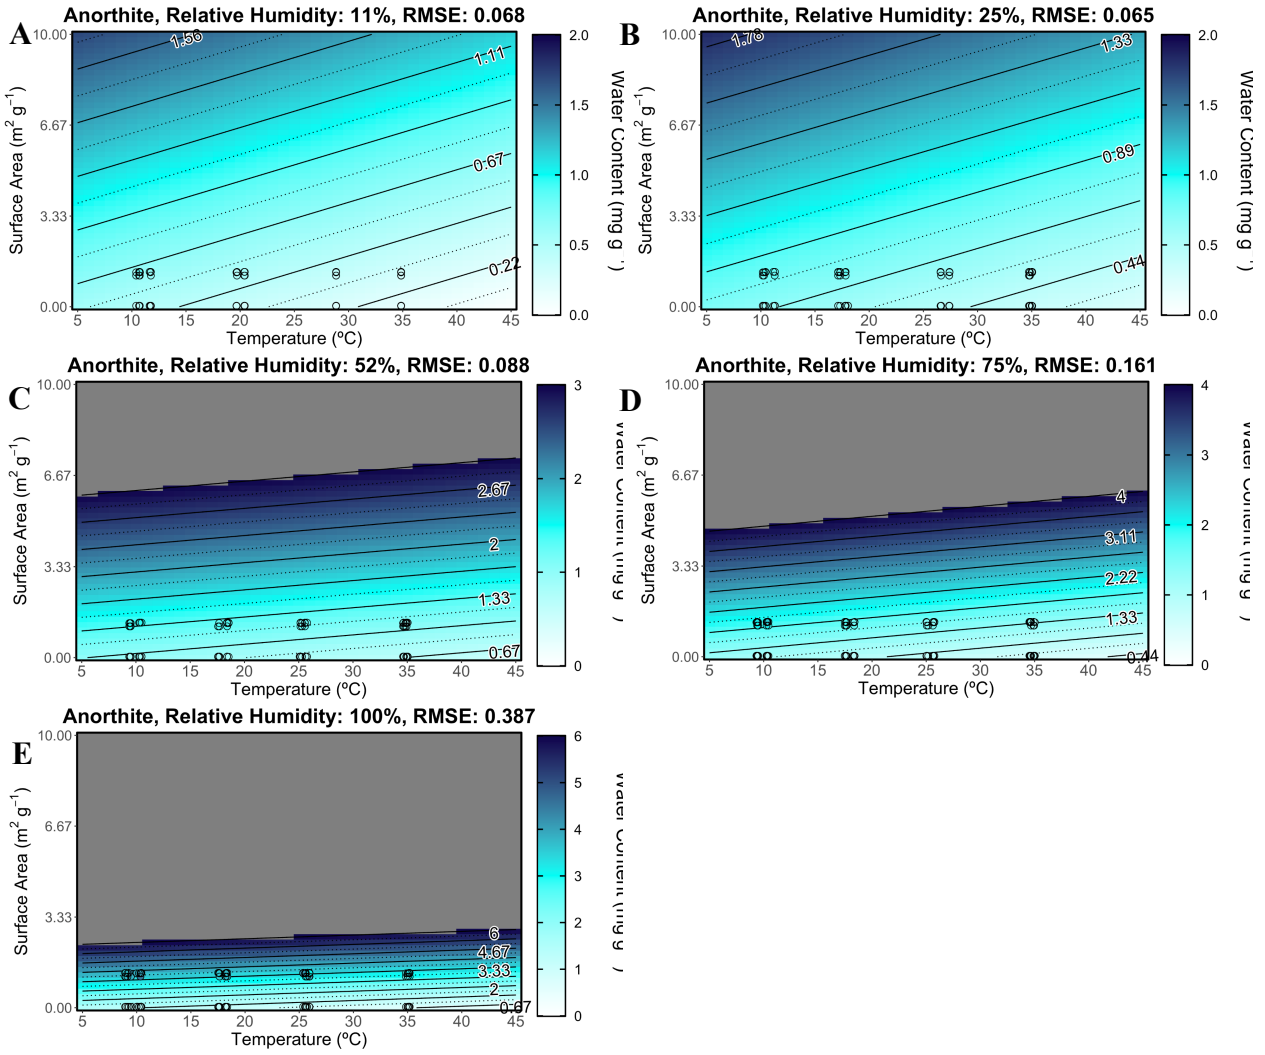 A
Anorthite, Relative Humidity: 11%, RMSE: 0.068
10.00
6.67
3.33
0.00
Surface Area (m² g⁻¹)
1.56
1.11
0.67
0.22
5 10 15 20 25 30 35 40 45
Temperature (ºC)
2.0
1.5
1.0
0.5
0.0
Water Content (mg g
B
Anorthite, Relative Humidity: 25%, RMSE: 0.065
10.00
6.67
3.33
0.00
Surface Area (m² g⁻¹)
1.78
1.33
0.89
0.44
5 10 15 20 25 30 35 40 45
Temperature (ºC)
2.0
1.5
1.0
0.5
0.0
Water Content (mg g
C
Anorthite, Relative Humidity: 52%, RMSE: 0.088
10.00
6.67
3.33
0.00
Surface Area (m² g⁻¹)
2.67
2
1.33
0.67
5 10 15 20 25 30 35 40 45
Temperature (ºC)
3
2
1
0
D
Anorthite, Relative Humidity: 75%, RMSE: 0.161
10.00
6.67
3.33
0.00
Surface Area (m² g⁻¹)
4
3.11
2.22
1.33
0.44
5 10 15 20 25 30 35 40 45
Temperature (ºC)
4
3
2
1
0
E
Anorthite, Relative Humidity: 100%, RMSE: 0.387
10.00
6.67
3.33
0.00
Surface Area (m² g⁻¹)
6
4.67
3.33
2
0.67
5 10 15 20 25 30 35 40 45
Temperature (ºC)
6
5
4
3
2
1
0